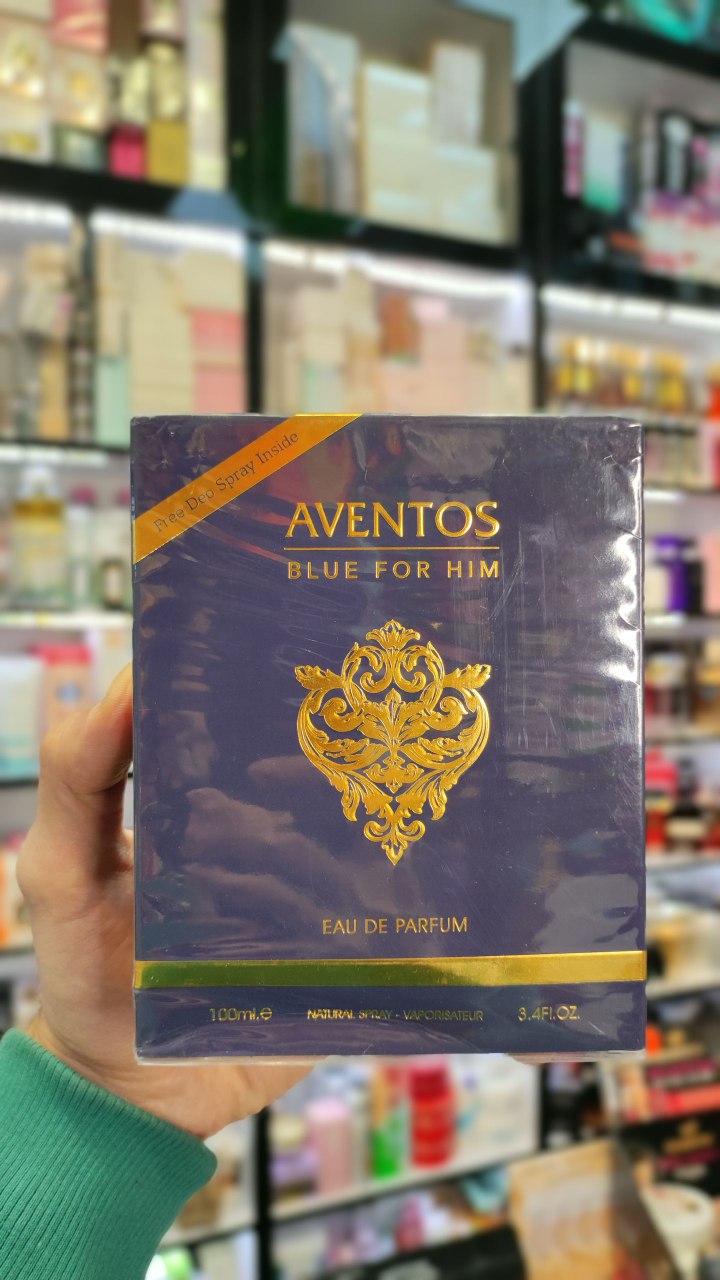 Free Deo Spray Inside
AVENTOS
BLUE FOR HIM
EAU DE PARFUM
100ml.e NATURAL SPRAY - VAPORISATEUR 3.4Fl.OZ.